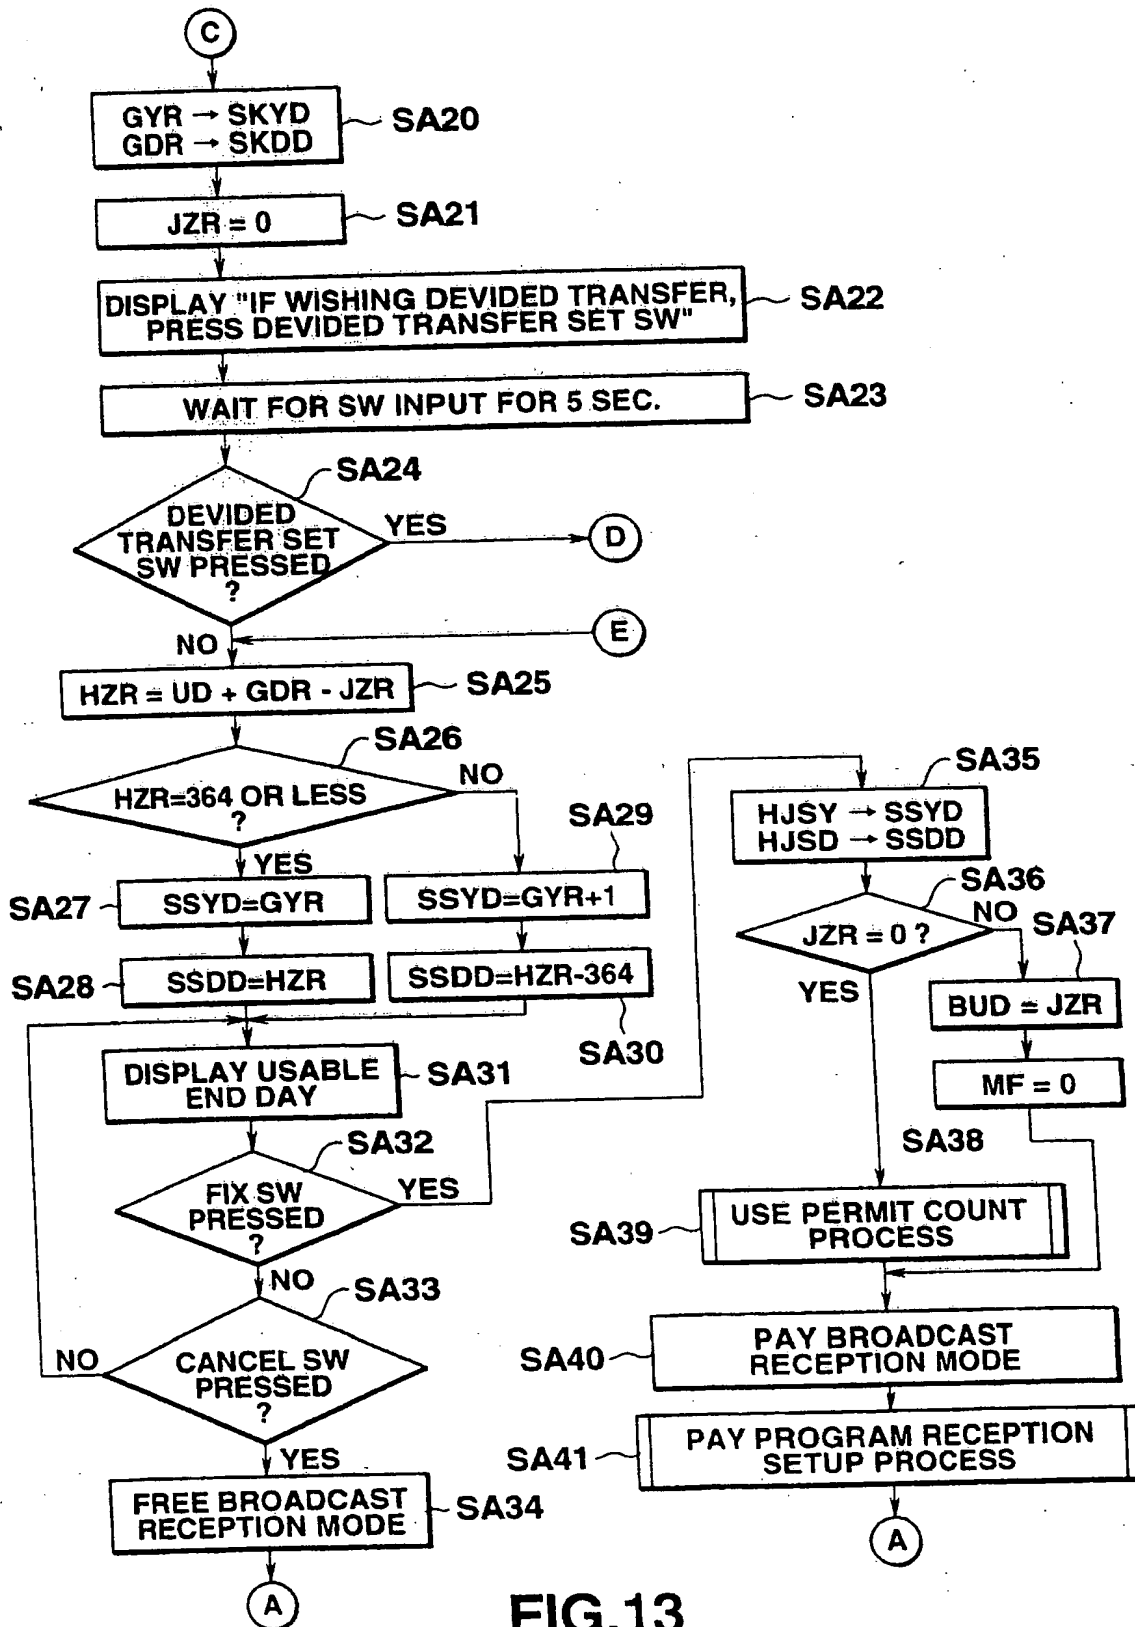 C
GYR → SKYD
GDR → SKDD
SA20
JZR = 0
SA21
DISPLAY "IF WISHING DEVIDED TRANSFER,
PRESS DEVIDED TRANSFER SET SW"
SA22
WAIT FOR SW INPUT FOR 5 SEC.
SA23
SA24
DEVIDED
TRANSFER SET
SW PRESSED
?
YES
D
NO
E
HZR = UD + GDR - JZR
SA25
SA26
HZR=364 OR LESS
?
NO
YES
SA27
SSYD=GYR
SA29
SSYD=GYR+1
SA28
SSDD=HZR
SSDD=HZR-364
SA30
DISPLAY USABLE
END DAY
SA31
SA32
FIX SW
PRESSED
?
YES
NO
SA33
CANCEL SW
PRESSED
?
NO
YES
FREE BROADCAST
RECEPTION MODE
SA34
A
SA35
HJSY → SSYD
HJSD → SSDD
SA36
JZR = 0 ?
NO
SA37
YES
BUD = JZR
MF = 0
SA38
SA39
USE PERMIT COUNT
PROCESS
SA40
PAY BROADCAST
RECEPTION MODE
SA41
PAY PROGRAM RECEPTION
SETUP PROCESS
A
FIG.13